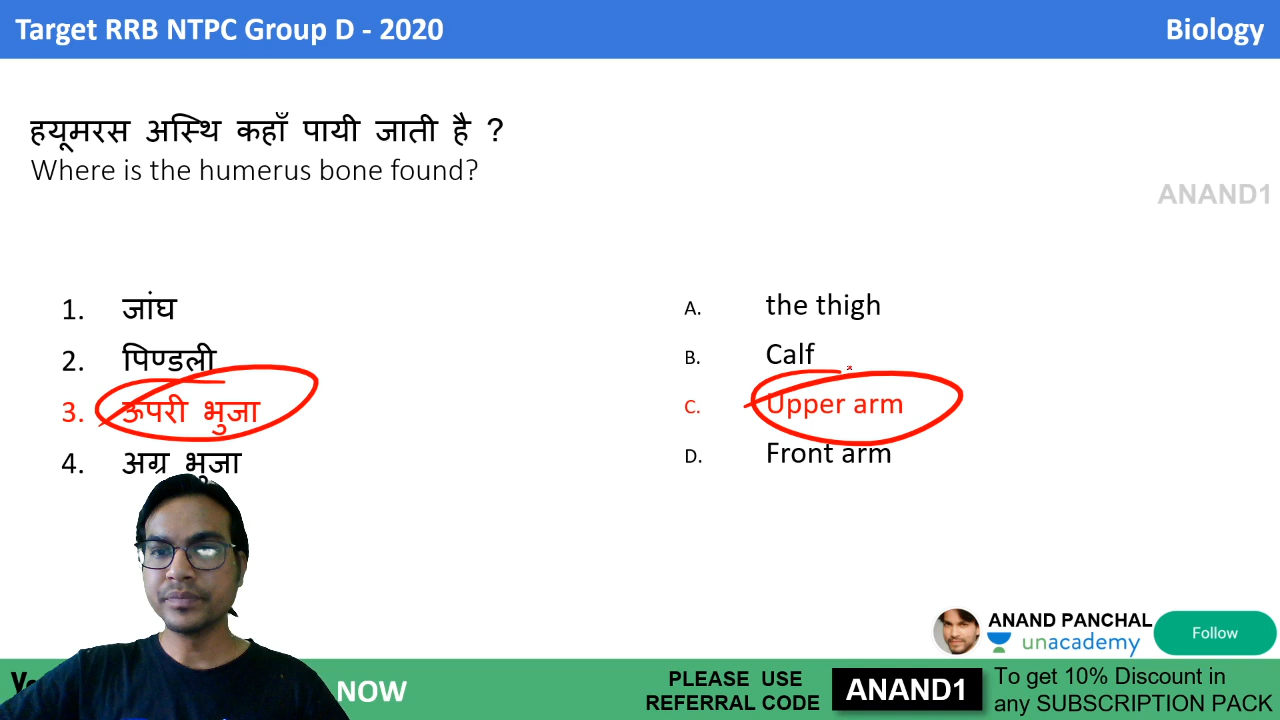 Target RRB NTPC Group D - 2020
Biology
हयूमरस अस्थि कहाँ पायी जाती है ?
Where is the humerus bone found?
ANAND1
1. जांघ
2. पिण्डली
3. ऊपरी भुजा
4. अग्र भुजा
A. the thigh
B. Calf
C. Upper arm
D. Front arm
ANAND PANCHAL
unacademy
Follow
NOW
PLEASE USE
REFERRAL CODE
ANAND1
To get 10% Discount in
any SUBSCRIPTION PACK